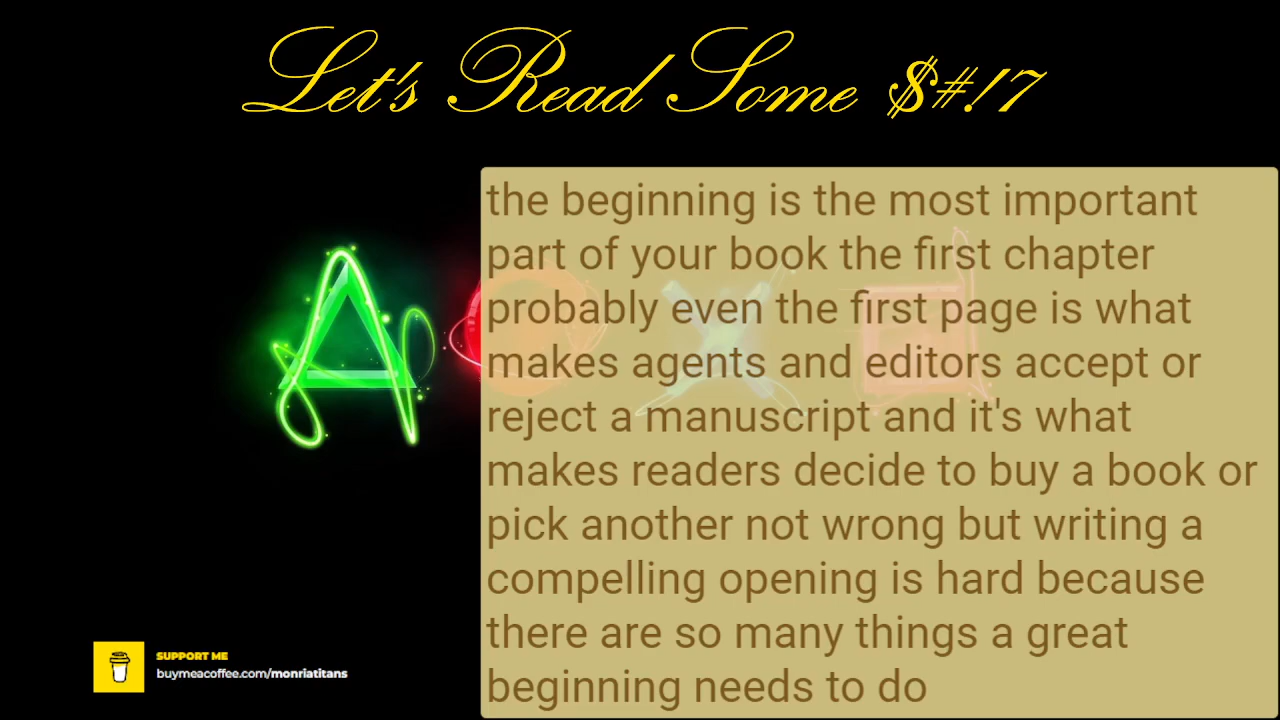 Let's Read Some $#!7
the beginning is the most important
part of your book the first chapter
probably even the first page is what
makes agents and editors accept or
reject a manuscript and it's what
makes readers decide to buy a book or
pick another not wrong but writing a
compelling opening is hard because
there are so many things a great
beginning needs to do
SUPPORT ME
buymeacoffee.com/monriatitans